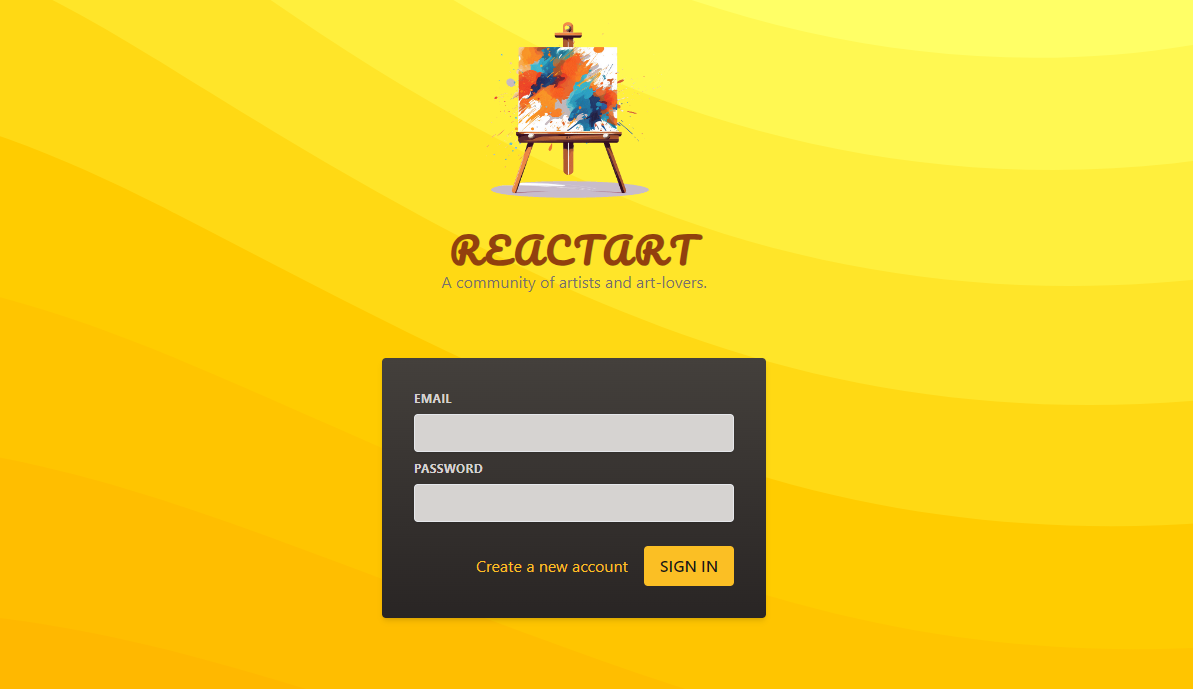 REACTART
A community of artists and art-lovers.
EMAIL
PASSWORD
Create a new account SIGN IN